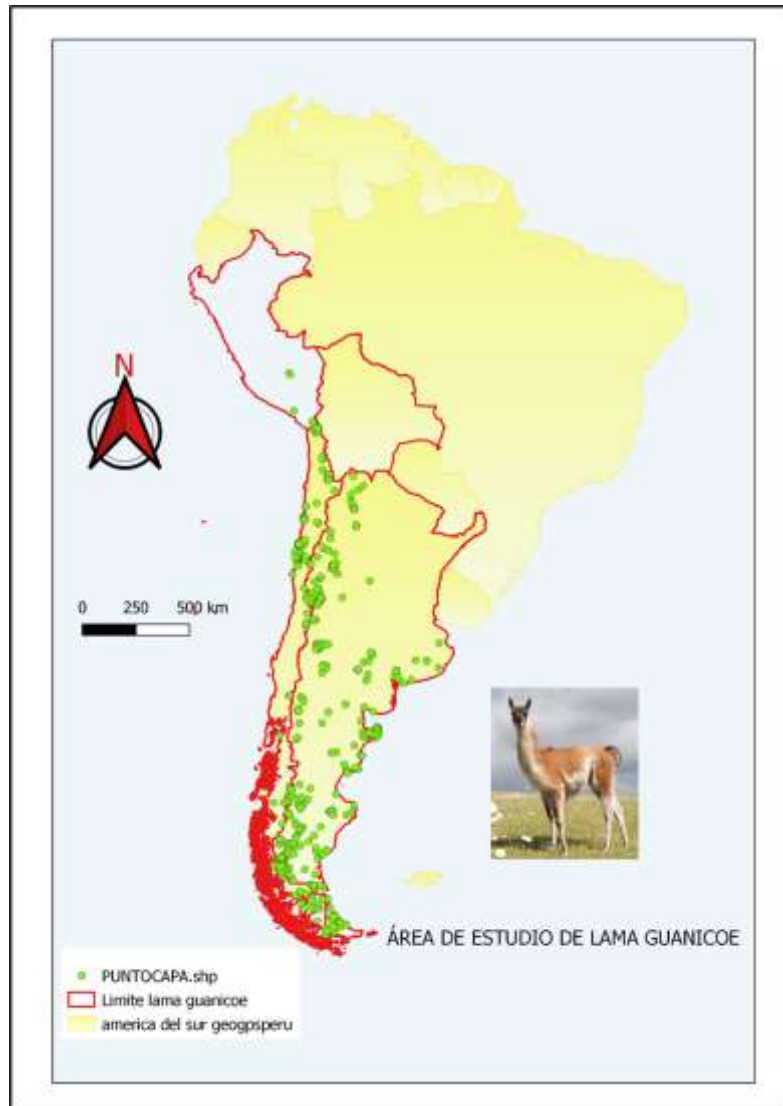 N
0 250 500 km
ÁREA DE ESTUDIO DE LAMA GUANICOE
PUNTOCAPA.shp
Limite lama guanicoe
america del sur geogpsperu